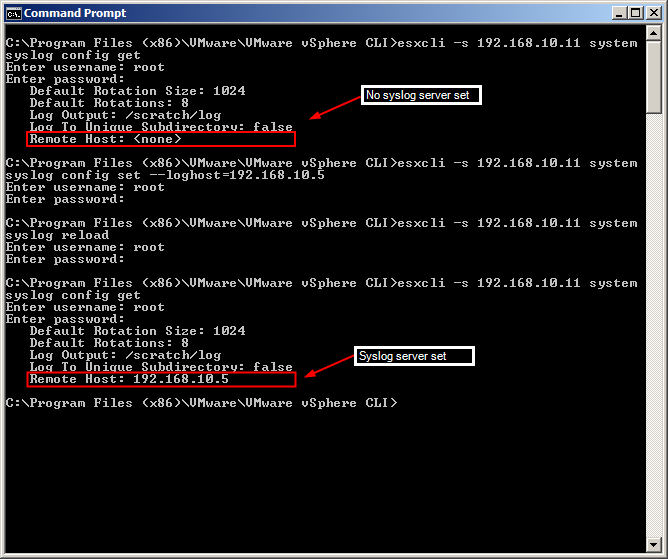 Command Prompt
C:\Program Files (x86)\VMware\VMware vSphere CLI>esxcli -s 192.168.10.11 system
syslog config get
Enter username: root
Enter password:
Default Rotation Size: 1024
Default Rotations: 8
Log Output: /scratch/log
Log To Unique Subdirectory: false
Remote Host: <none>
No syslog server set
C:\Program Files (x86)\VMware\VMware vSphere CLI>esxcli -s 192.168.10.11 system
syslog config set --loghost=192.168.10.5
Enter username: root
Enter password:
C:\Program Files (x86)\VMware\VMware vSphere CLI>esxcli -s 192.168.10.11 system
syslog reload
Enter username: root
Enter password:
C:\Program Files (x86)\VMware\VMware vSphere CLI>esxcli -s 192.168.10.11 system
syslog config get
Enter username: root
Enter password:
Default Rotation Size: 1024
Default Rotations: 8
Log Output: /scratch/log
Log To Unique Subdirectory: false
Remote Host: 192.168.10.5
Syslog server set
C:\Program Files (x86)\VMware\VMware vSphere CLI>